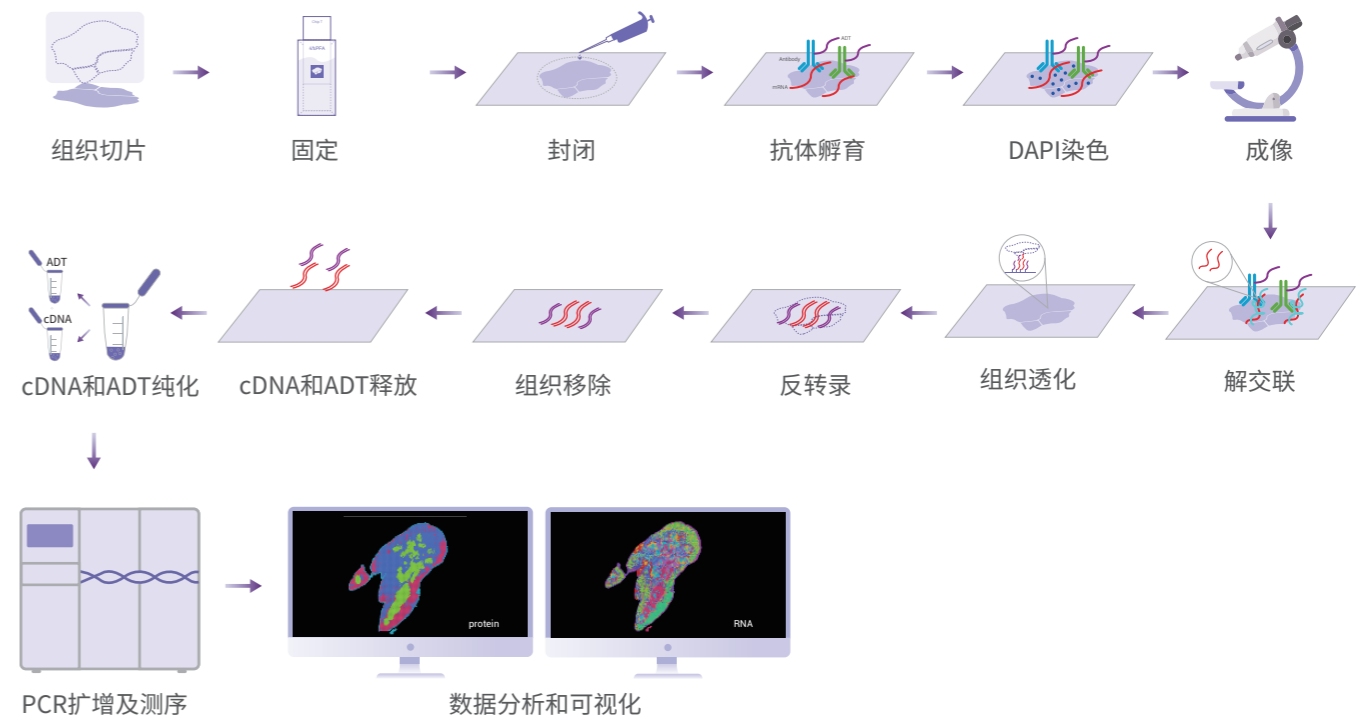 ADT
Antibody
mRNA
组织切片
固定
封闭
抗体孵育
DAPI染色
成像
ADT
cDNA
cDNA和ADT纯化
cDNA和ADT释放
组织移除
反转录
组织透化
解交联
protein
RNA
PCR扩增及测序
数据分析和可视化